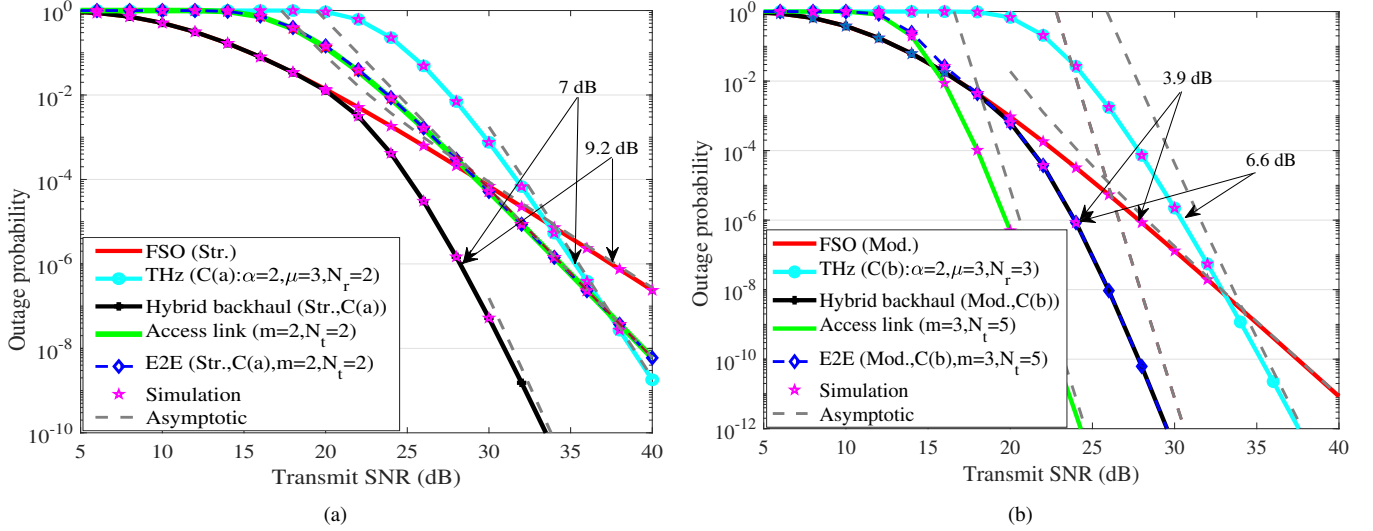 10^0
10^-2
10^-4
10^-6
10^-8
10^-10
Outage probability
7 dB
9.2 dB
FSO (Str.)
THz (C(a):α=2,μ=3,N_r=2)
Hybrid backhaul (Str.,C(a))
Access link (m=2,N_t=2)
E2E (Str.,C(a),m=2,N_t=2)
Simulation
Asymptotic
5 10 15 20 25 30 35 40
Transmit SNR (dB)
(a)
10^0
10^-2
10^-4
10^-6
10^-8
10^-10
10^-12
Outage probability
3.9 dB
6.6 dB
FSO (Mod.)
THz (C(b):α=2,μ=3,N_r=3)
Hybrid backhaul (Mod.,C(b))
Access link (m=3,N_t=5)
E2E (Mod.,C(b),m=3,N_t=5)
Simulation
Asymptotic
5 10 15 20 25 30 35 40
Transmit SNR (dB)
(b)